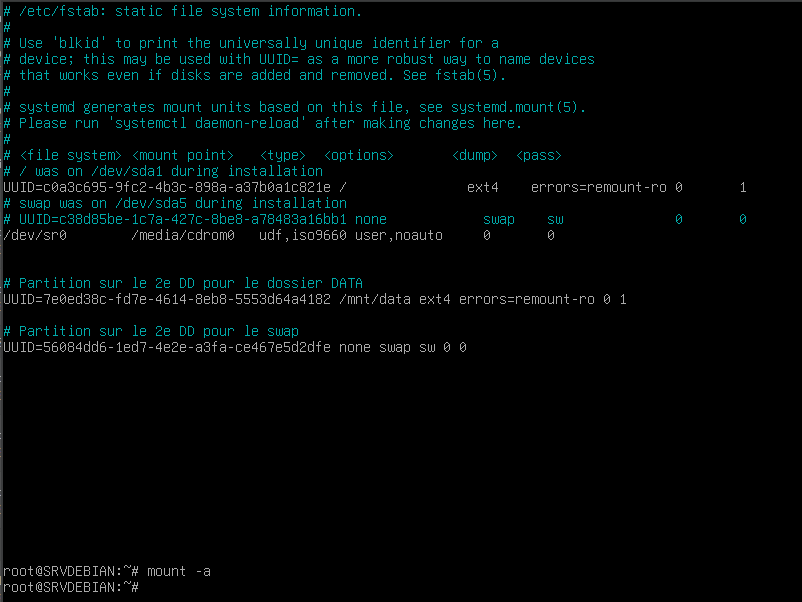 # /etc/fstab: static file system information.
#
# Use 'blkid' to print the universally unique identifier for a
# device; this may be used with UUID= as a more robust way to name devices
# that works even if disks are added and removed. See fstab(5).
#
# systemd generates mount units based on this file, see systemd.mount(5).
# Please run 'systemctl daemon-reload' after making changes here.
#
# <file system> <mount point>   <type>  <options>       <dump>  <pass>
# / was on /dev/sda1 during installation
UUID=c0a3c695-9fc2-4b3c-898a-a37b0a1c821e /               ext4    errors=remount-ro 0       1
# swap was on /dev/sda5 during installation
# UUID=c38d85be-1c7a-427c-8be8-a78483a16bb1 none            swap    sw              0       0
/dev/sr0        /media/cdrom0   udf,iso9660 user,noauto     0       0
# Partition sur le 2e DD pour le dossier DATA
UUID=7e0ed38c-fd7e-4614-8eb8-5553d64a4182 /mnt/data ext4 errors=remount-ro 0 1
# Partition sur le 2e DD pour le swap
UUID=56084dd6-1ed7-4e2e-a3fa-ce467e5d2dfe none swap sw 0 0
root@SRVDEBIAN:~# mount -a
root@SRVDEBIAN:~#